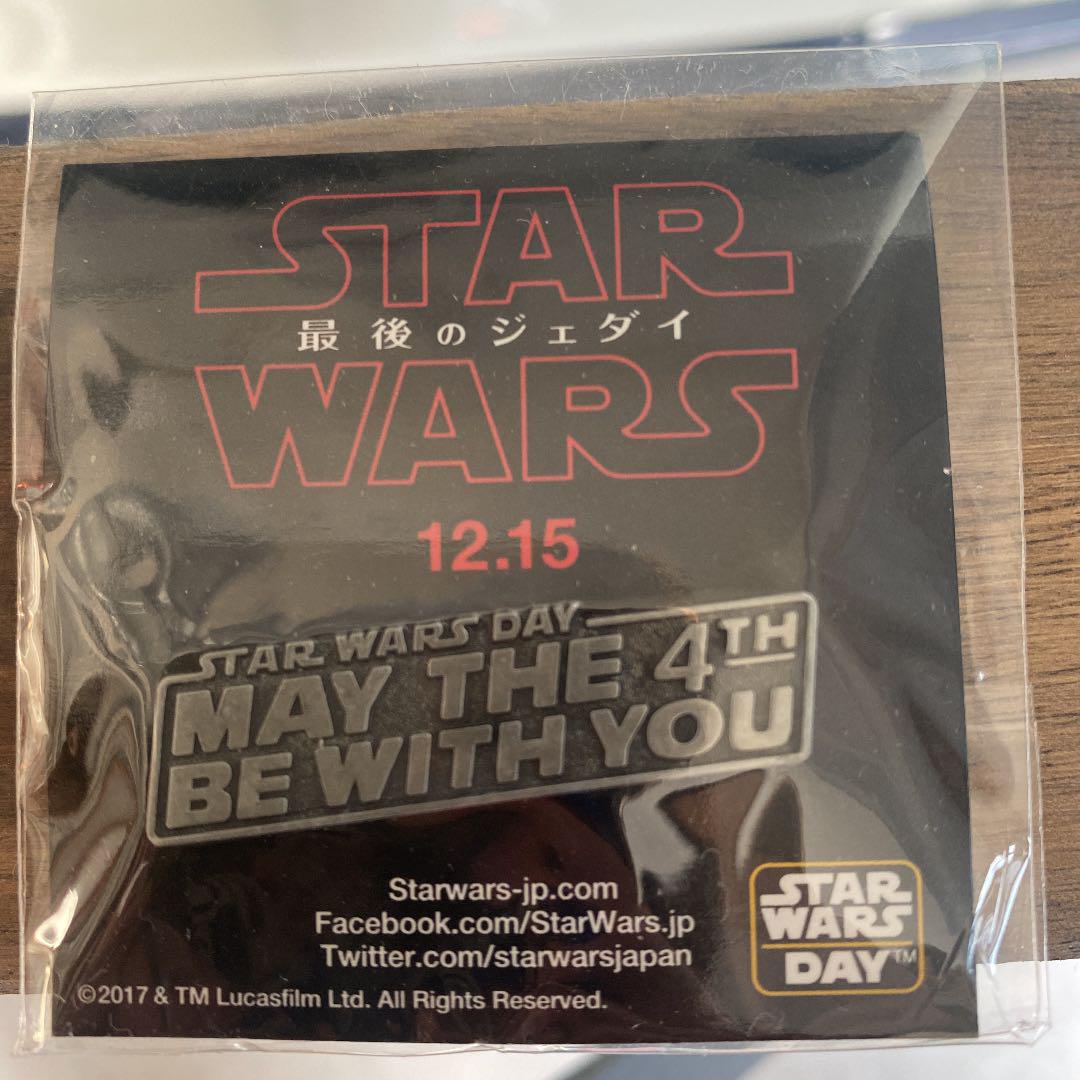 STAR
最後のジェダイ
WARS
12.15
STAR WARS DAY
MAY THE 4TH
BE WITH YOU
Starwars-jp.com
Facebook.com/StarWars.jp
Twitter.com/starwarsjapan
STAR
WARS
DAY™
©2017 & TM Lucasfilm Ltd. All Rights Reserved.